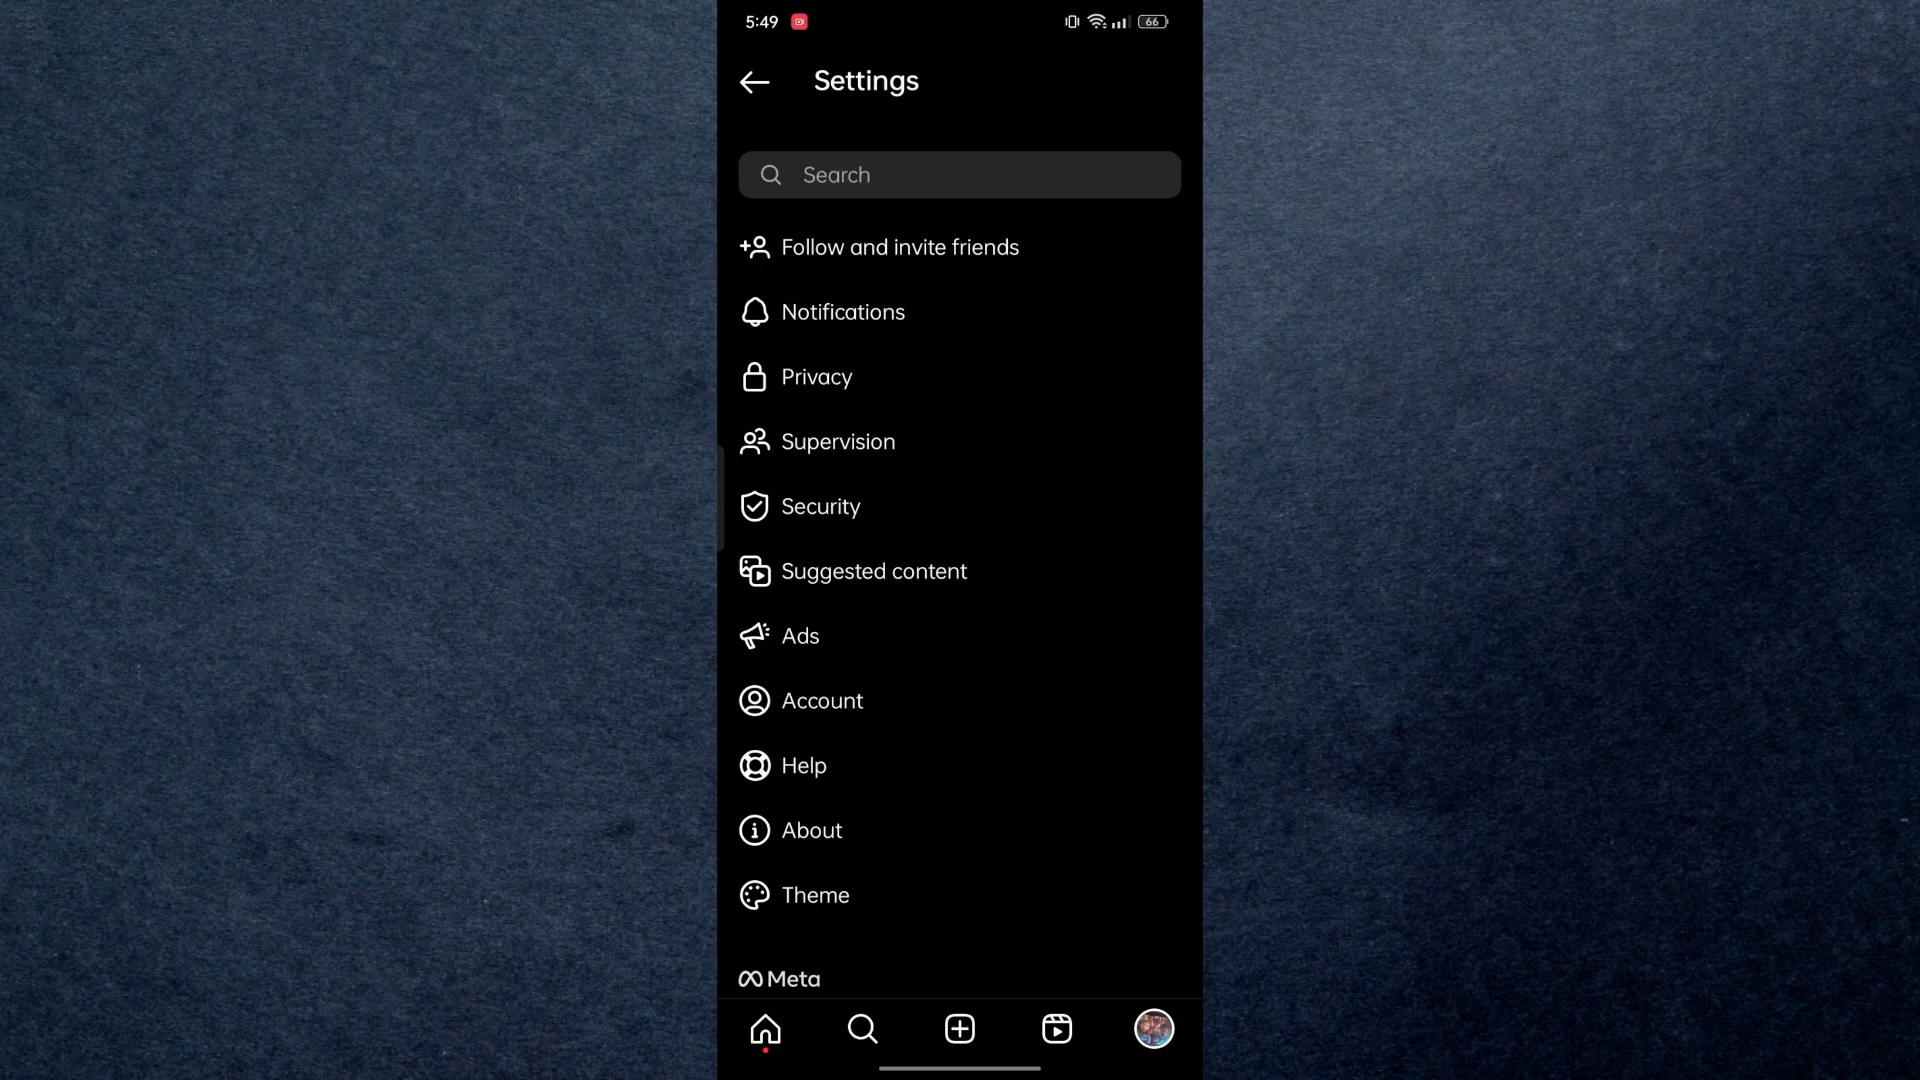 5:49
66
Settings
Search
Follow and invite friends
Notifications
Privacy
Supervision
Security
Suggested content
Ads
Account
Help
About
Theme
Meta